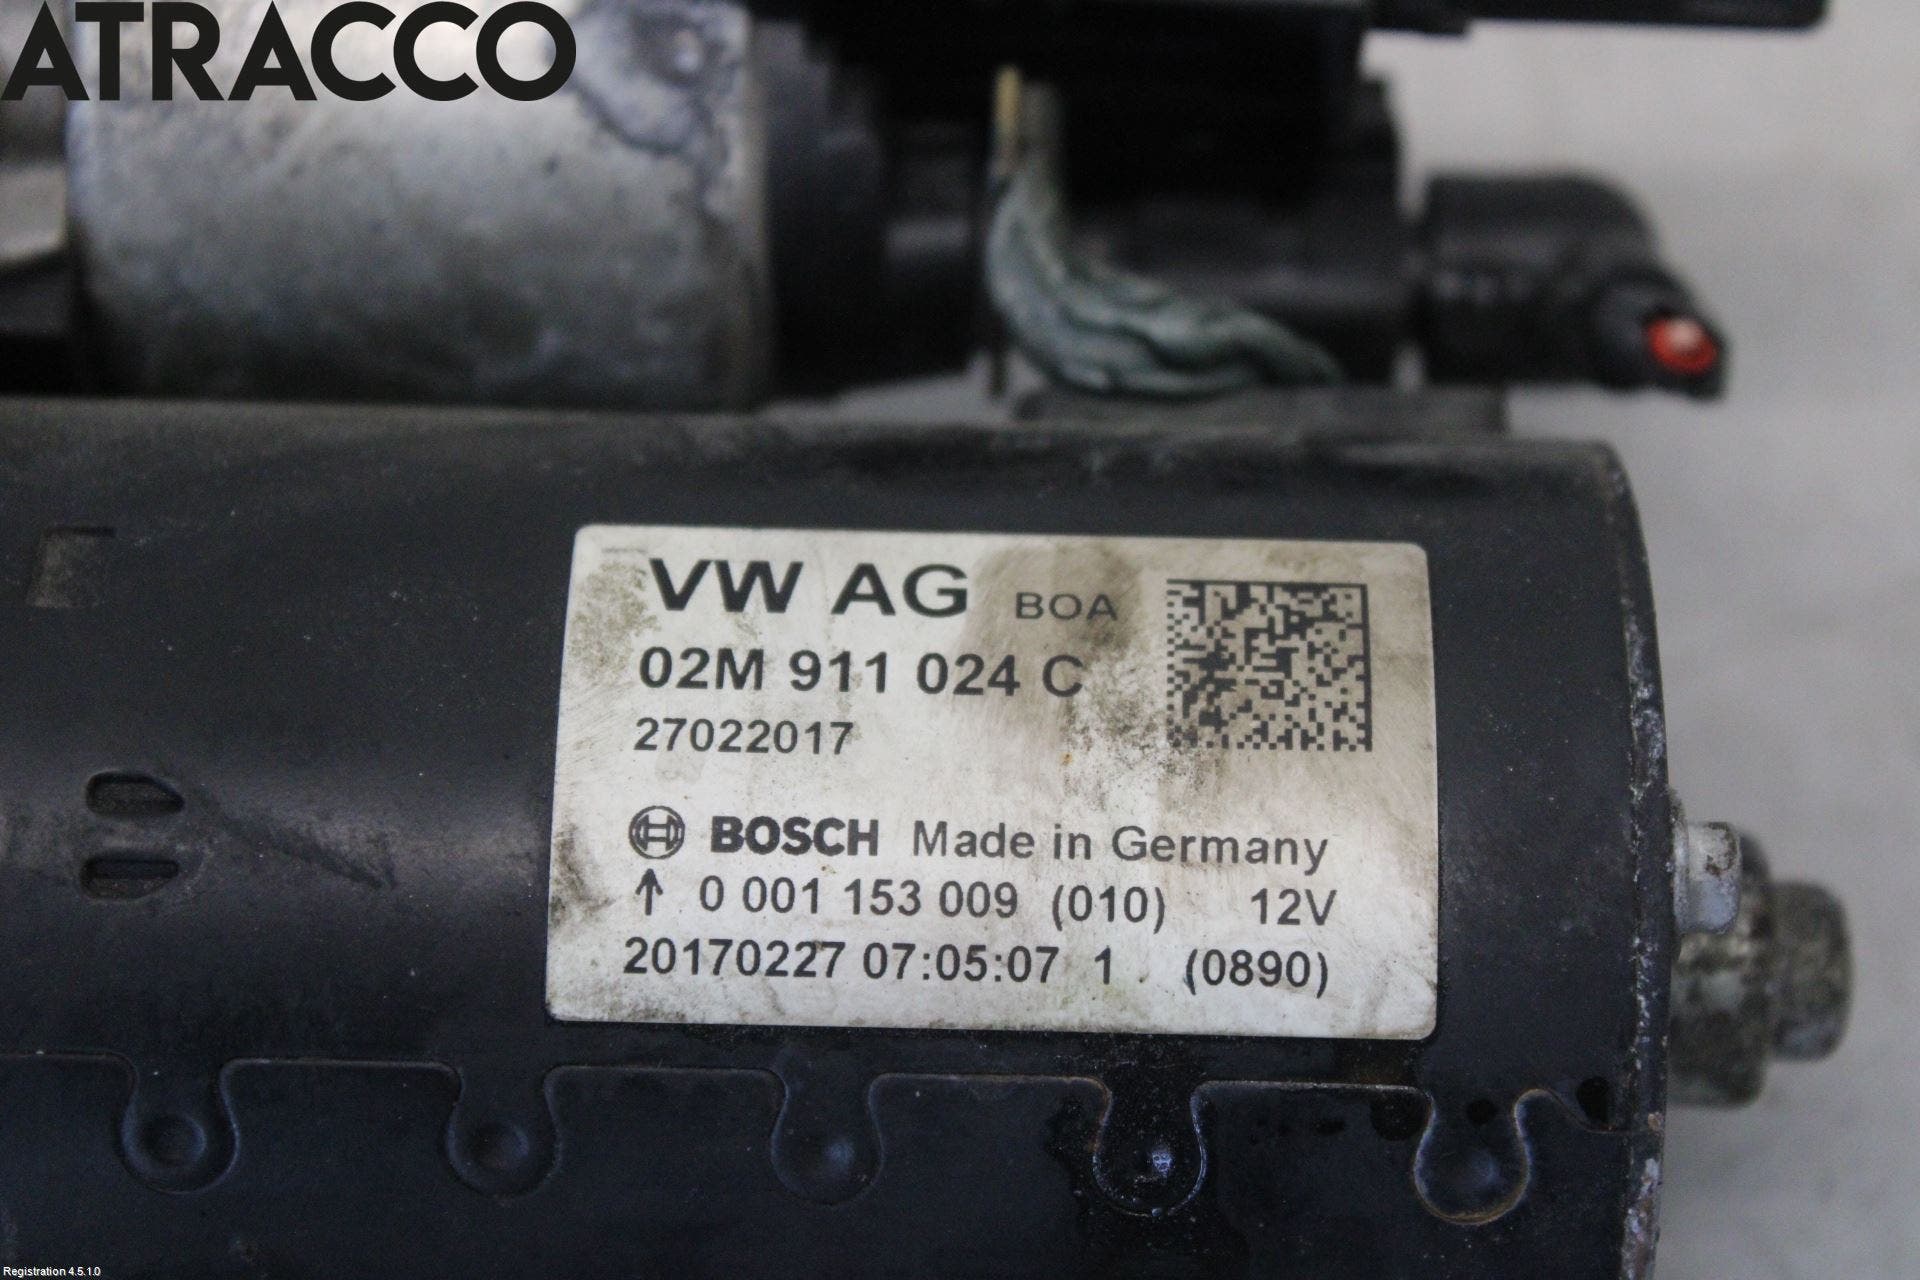 ATRACCO
VW AG BOA
02M 911 024 C
27022017
BOSCH Made in Germany
↑ 0 001 153 009 (010) 12V
20170227 07:05:07 1 (0890)
Registration 4.5.1.0